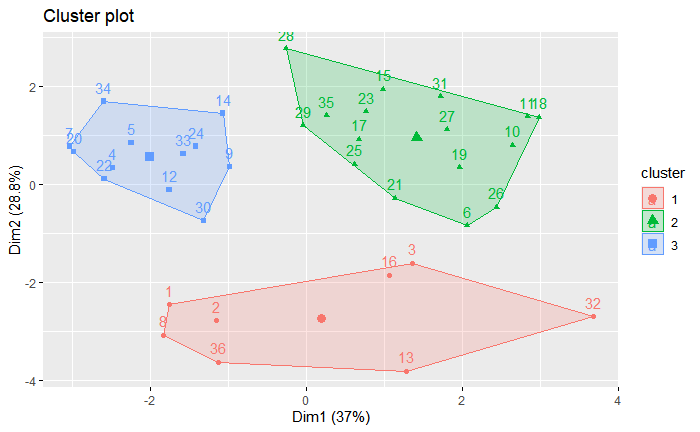 Cluster plot
28
34 14 15 31 11 18
35 23
29 27
7 20 5 24 17 10
33
4 9 25 19
22 12
21 26
30 6
3
16
1
2 32
8
36 13
2
0
-2
-4
Dim2 (28.8%)
-2 0 2 4
Dim1 (37%)
cluster
a 1
a 2
a 3